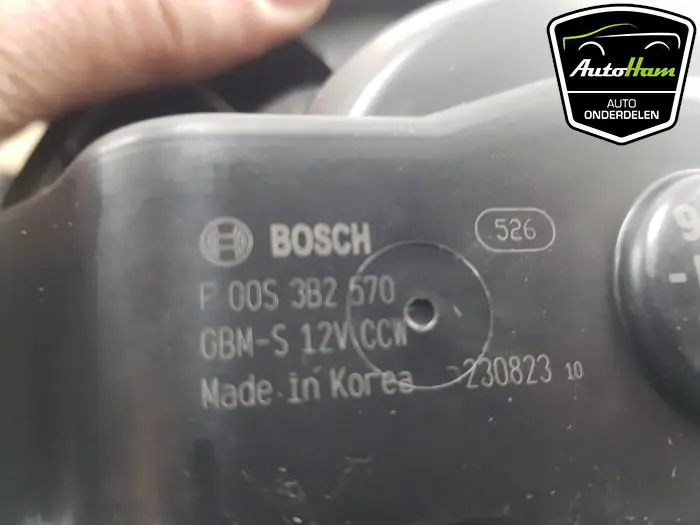 AutoHam
AUTO
ONDERDELEN
BOSCH
526
F 00S 3B2 570
GBM-S 12V CCW
Made in Korea
-230823 10